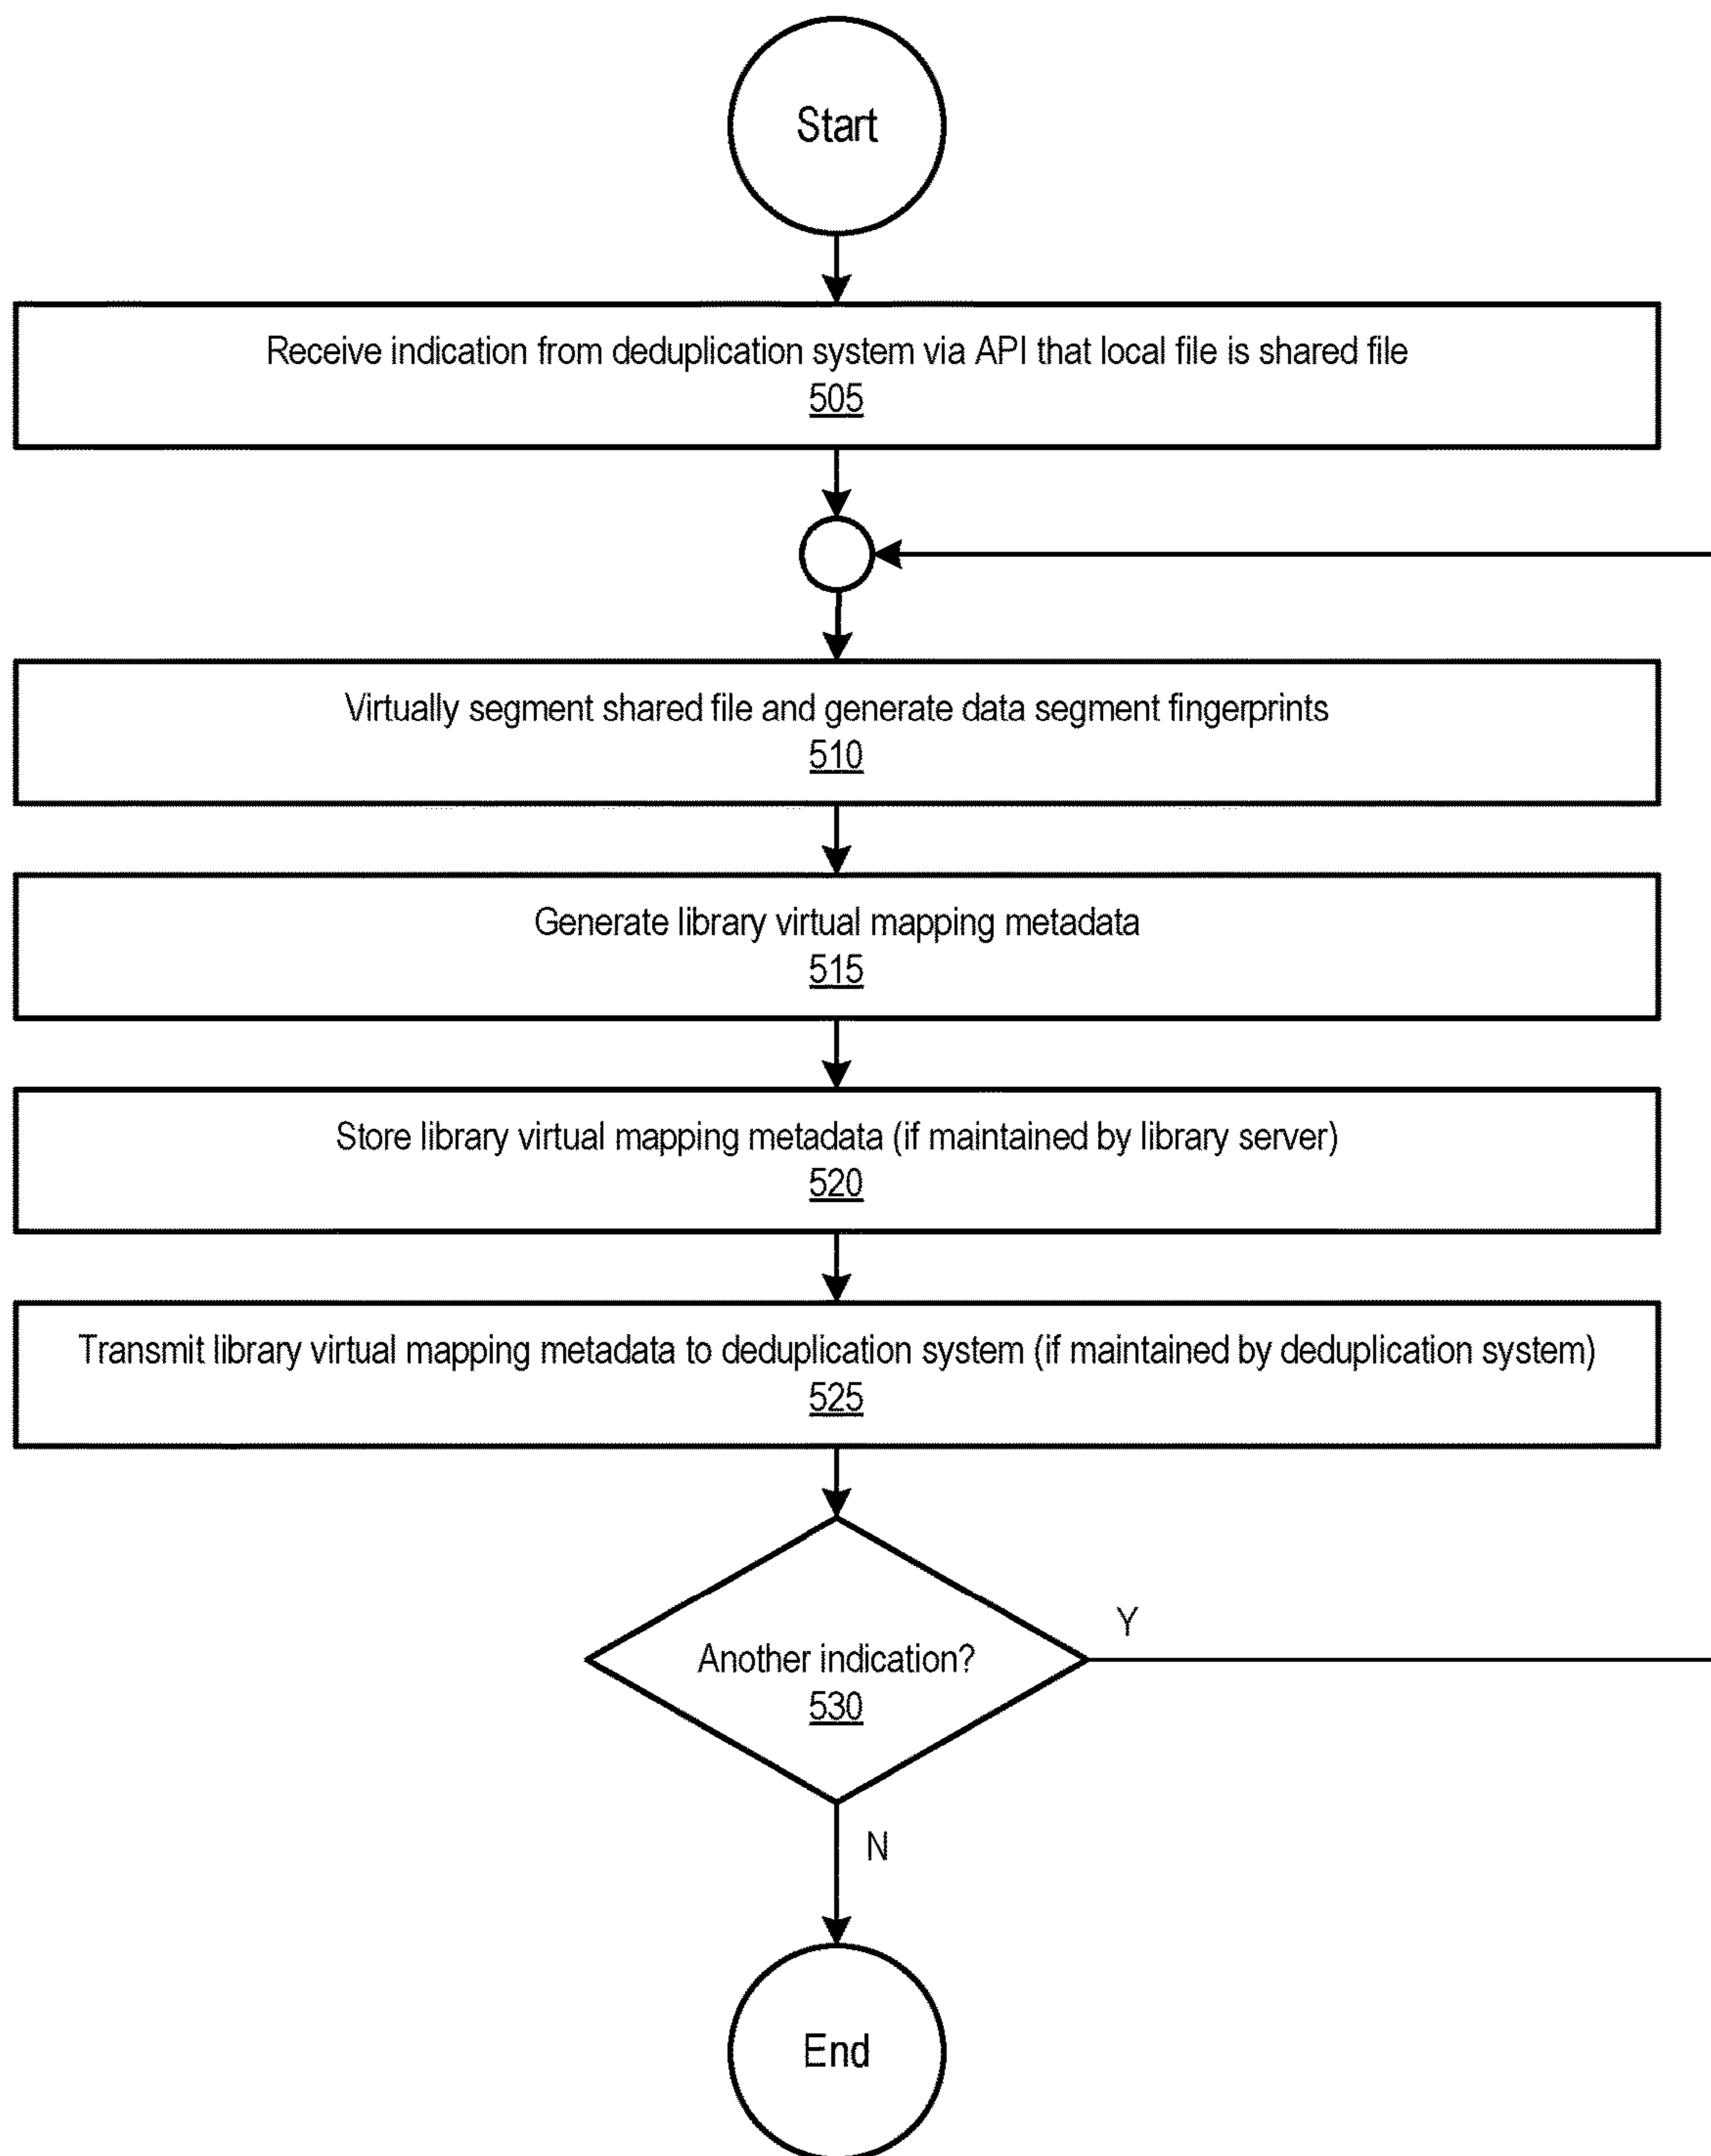 Start
Receive indication from deduplication system via API that local file is shared file
505
Virtually segment shared file and generate data segment fingerprints
510
Generate library virtual mapping metadata
515
Store library virtual mapping metadata (if maintained by library server)
520
Transmit library virtual mapping metadata to deduplication system (if maintained by deduplication system)
525
Y
Another indication?
530
N
End